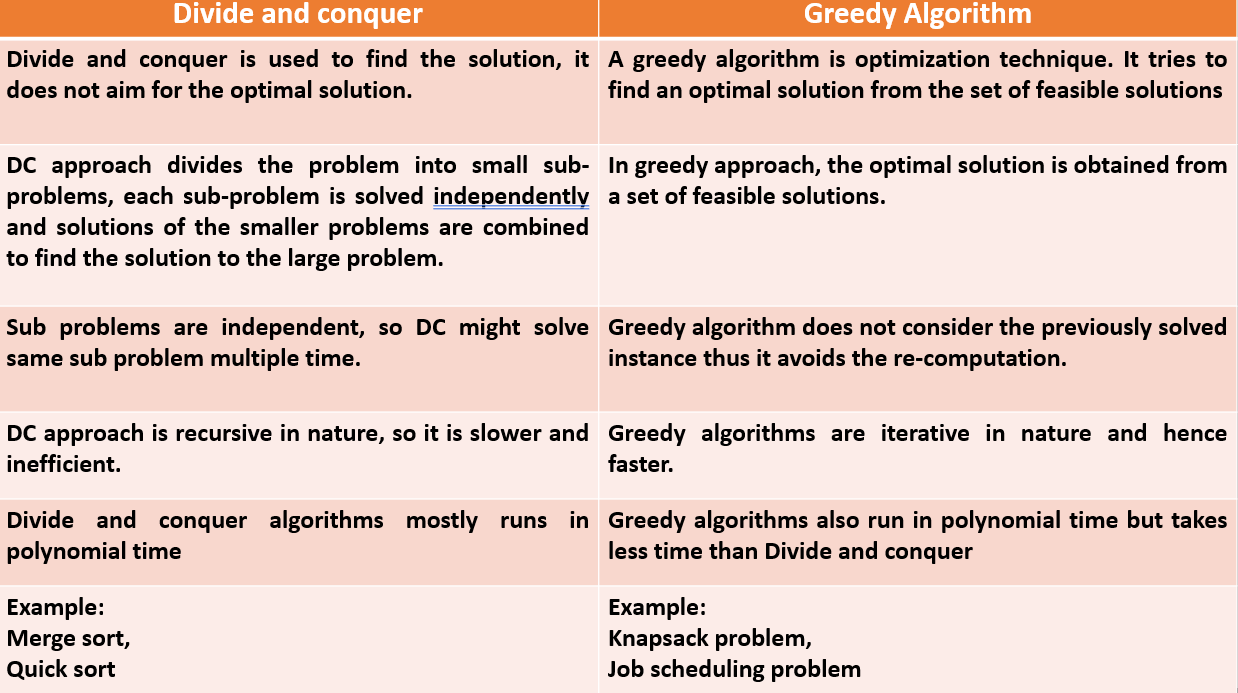 Divide and conquer
Greedy Algorithm
Divide and conquer is used to find the solution, it
does not aim for the optimal solution.
A greedy algorithm is optimization technique. It tries to
find an optimal solution from the set of feasible solutions
DC approach divides the problem into small sub-
problems, each sub-problem is solved independently
and solutions of the smaller problems are combined
to find the solution to the large problem.
In greedy approach, the optimal solution is obtained from
a set of feasible solutions.
Sub problems are independent, so DC might solve
same sub problem multiple time.
Greedy algorithm does not consider the previously solved
instance thus it avoids the re-computation.
DC approach is recursive in nature, so it is slower and
inefficient.
Greedy algorithms are iterative in nature and hence
faster.
Divide and conquer algorithms mostly runs in
polynomial time
Greedy algorithms also run in polynomial time but takes
less time than Divide and conquer
Example:
Merge sort,
Quick sort
Example:
Knapsack problem,
Job scheduling problem